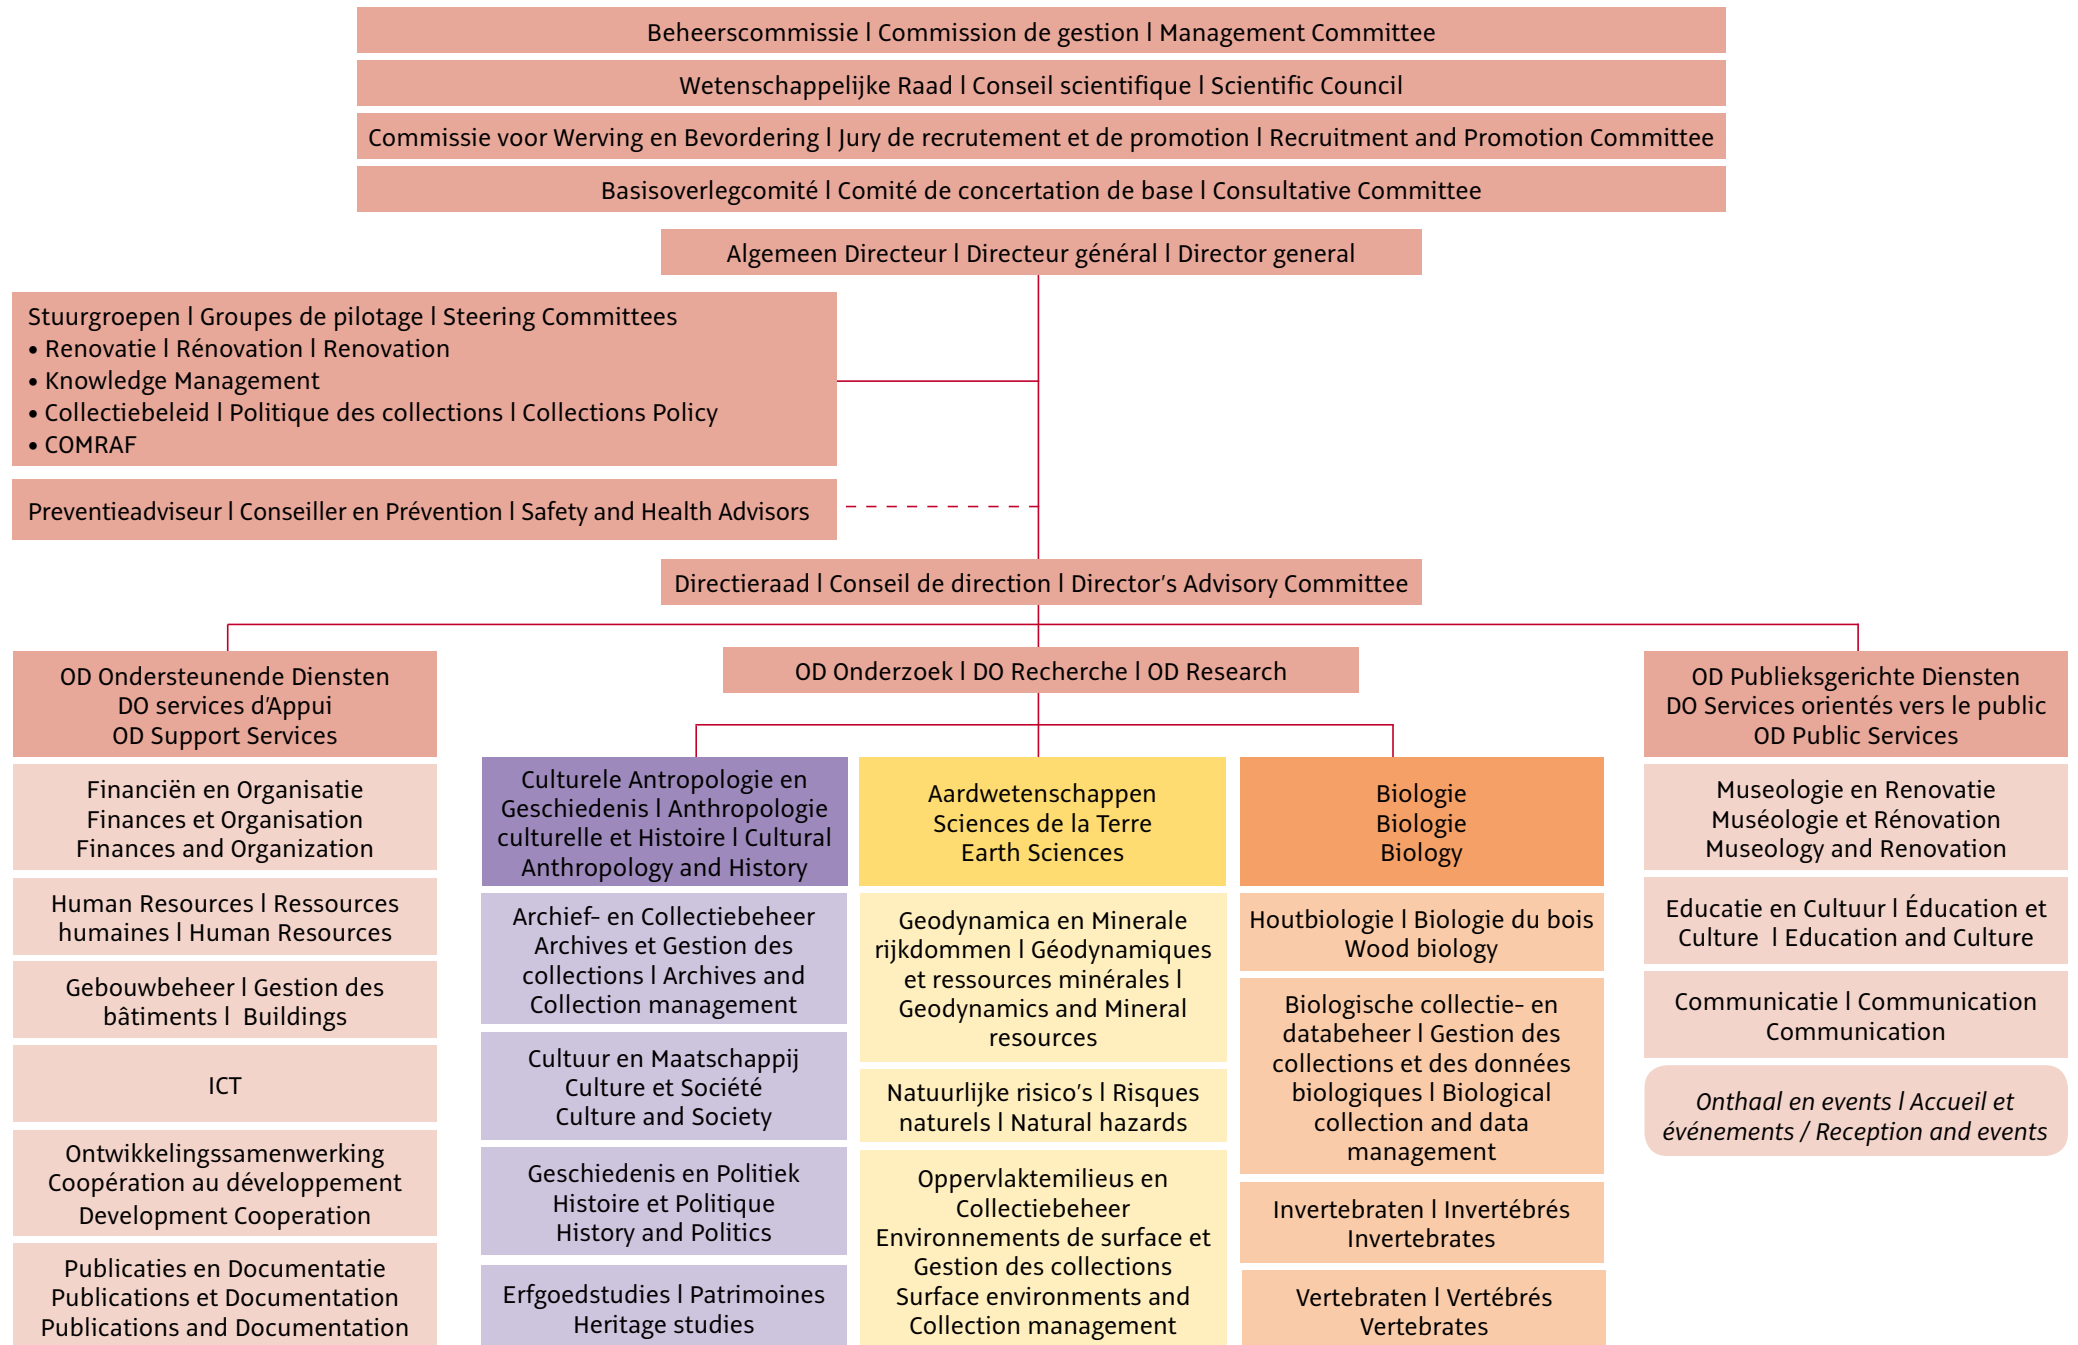 Beheerscommissie l Commission de gestion l Management Committee
Wetenschappelijke Raad l Conseil scientifique l Scientific Council
Commissie voor Werving en Bevordering l Jury de recrutement et de promotion l Recruitment and Promotion Committee
Basisoverlegcomité l Comité de concertation de base l Consultative Committee
Algemeen Directeur l Directeur général l Director general
Stuurgroepen l Groupes de pilotage l Steering Committees
• Renovatie l Rénovation l Renovation
• Knowledge Management
• Collectiebeleid l Politique des collections l Collections Policy
• COMRAF
Preventieadviseur l Conseiller en Prévention l Safety and Health Advisors
Directieraad l Conseil de direction l Director’s Advisory Committee
OD Ondersteunende Diensten
DO services d’Appui
OD Support Services
Financiën en Organisatie
Finances et Organisation
Finances and Organization
Human Resources l Ressources
humaines l Human Resources
Gebouwbeheer l Gestion des
bâtiments l Buildings
ICT
Ontwikkelingssamenwerking
Coopération au développement
Development Cooperation
Publicaties en Documentatie
Publications et Documentation
Publications and Documentation
OD Onderzoek l DO Recherche l OD Research
Culturele Antropologie en
Geschiedenis l Anthropologie
culturelle et Histoire l Cultural
Anthropology and History
Archief- en Collectiebeheer
Archives et Gestion des
collections l Archives and
Collection management
Cultuur en Maatschappij
Culture et Société
Culture and Society
Geschiedenis en Politiek
Histoire et Politique
History and Politics
Erfgoedstudies l Patrimoines
Heritage studies
Aardwetenschappen
Sciences de la Terre
Earth Sciences
Geodynamica en Minerale
rijkdommen l Géodynamiques
et ressources minérales l
Geodynamics and Mineral
resources
Natuurlijke risico’s l Risques
naturels l Natural hazards
Oppervlaktemilieus en
Collectiebeheer
Environnements de surface et
Gestion des collections
Surface environments and
Collection management
Biologie
Biologie
Biology
Houtbiologie l Biologie du bois
Wood biology
Biologische collectie- en
databeheer l Gestion des
collections et des données
biologiques l Biological
collection and data
management
Invertebraten l Invertébrés
Invertebrates
Vertebraten l Vertébrés
Vertebrates
OD Publieksgerichte Diensten
DO Services orientés vers le public
OD Public Services
Museologie en Renovatie
Muséologie et Rénovation
Museology and Renovation
Educatie en Cultuur l Éducation et
Culture l Education and Culture
Communicatie l Communication
Communication
Onthaal en events l Accueil et
événements / Reception and events